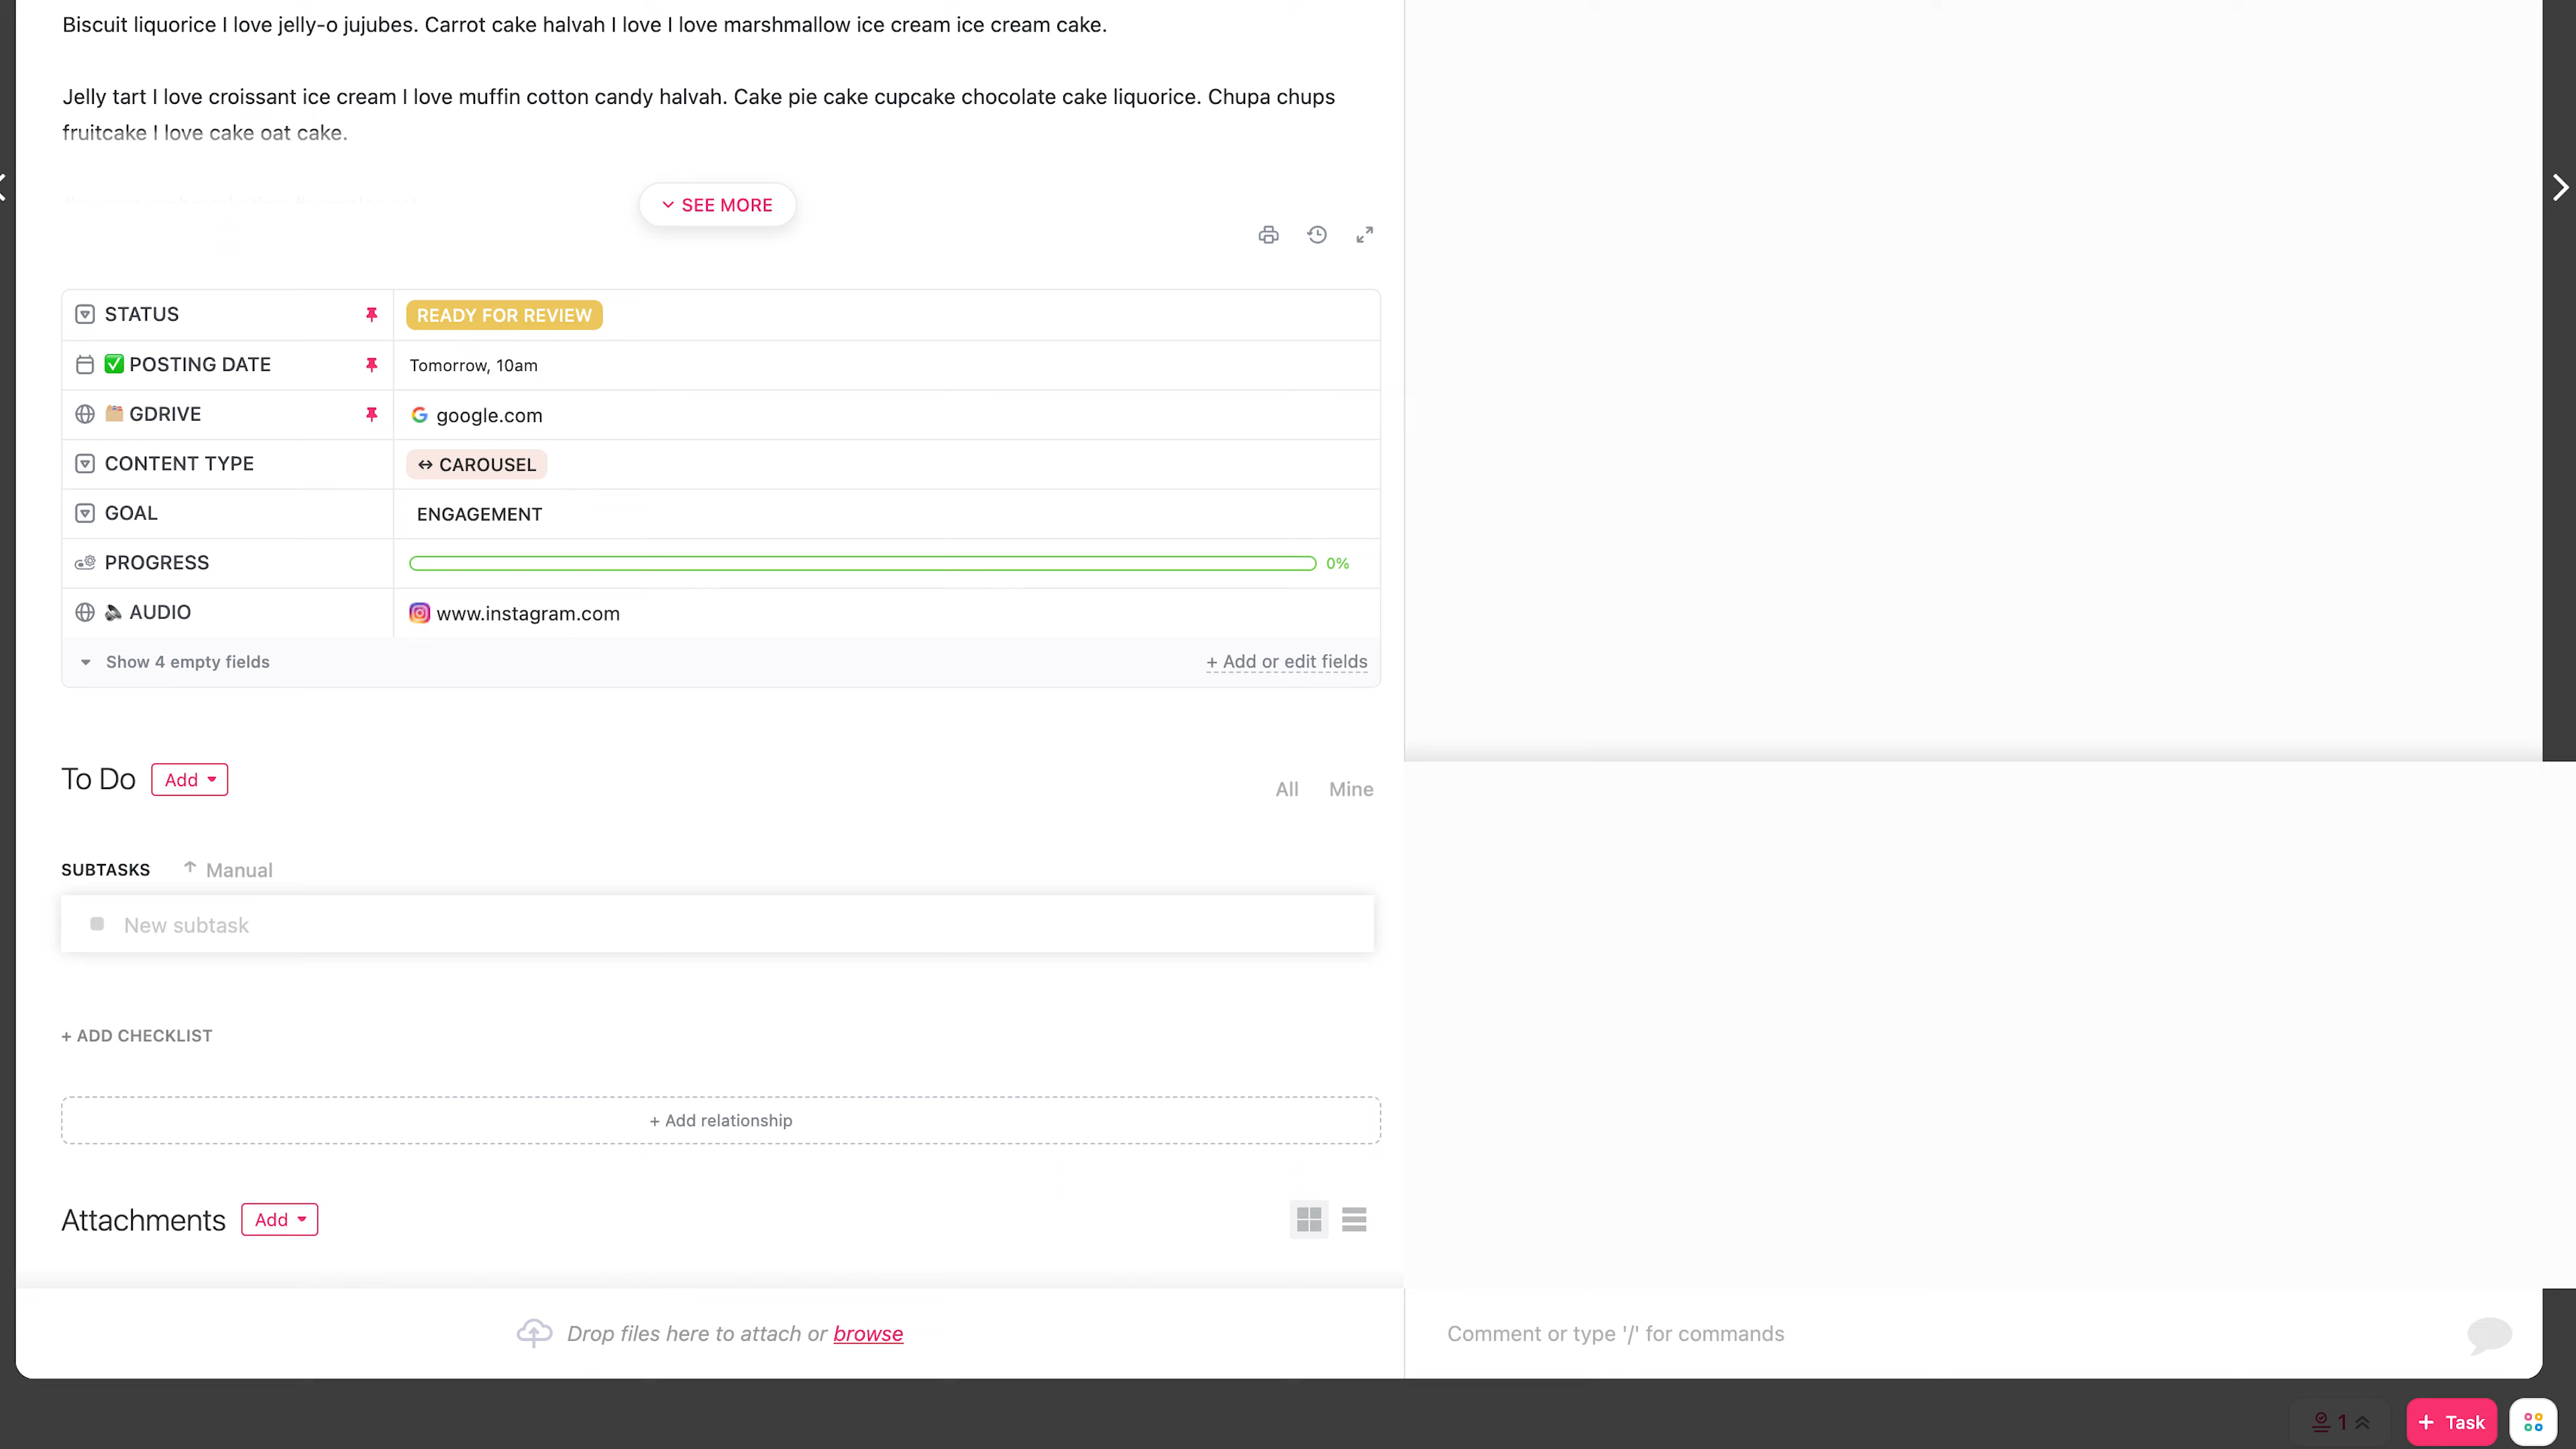 Biscuit liquorice I love jelly-o jujubes. Carrot cake halvah I love I love marshmallow ice cream ice cream cake.
Jelly tart I love croissant ice cream I love muffin cotton candy halvah. Cake pie cake cupcake chocolate cake liquorice. Chupa chups
fruitcake I love cake oat cake.
SEE MORE
STATUS READY FOR REVIEW
POSTING DATE Tomorrow, 10am
GDRIVE google.com
CONTENT TYPE ↔ CAROUSEL
GOAL ENGAGEMENT
PROGRESS 0%
AUDIO www.instagram.com
Show 4 empty fields + Add or edit fields
To Do Add All Mine
SUBTASKS ↑ Manual
New subtask
+ ADD CHECKLIST
+ Add relationship
Attachments Add
Drop files here to attach or browse
Comment or type '/' for commands
1
+ Task